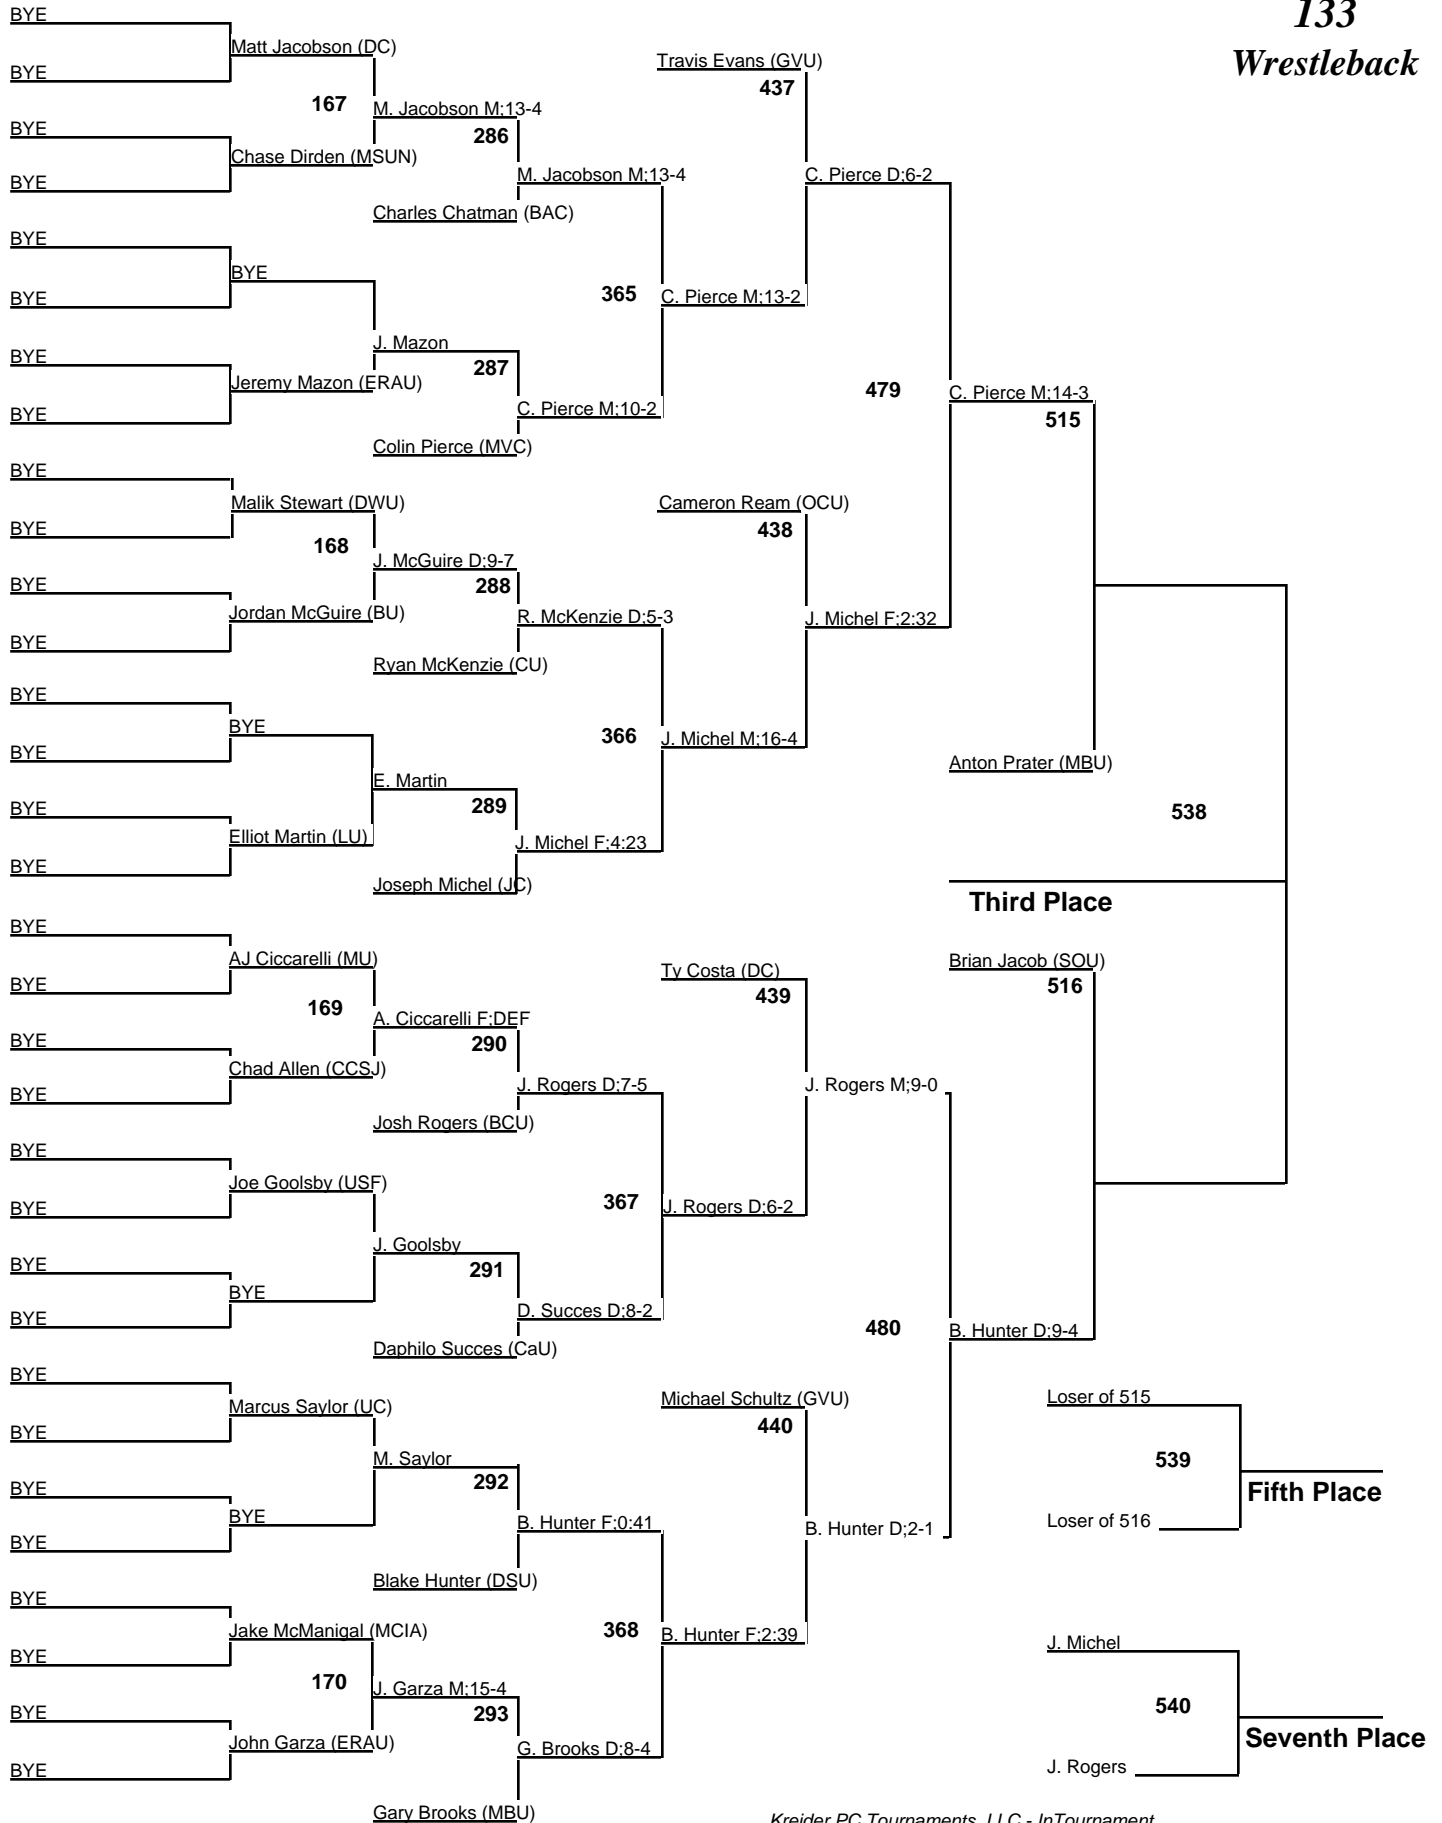 133
Wrestleback
BYE
Matt Jacobson (DC)
BYE
167
M. Jacobson M;13-4
BYE
286
Chase Dirden (MSUN)
BYE
M. Jacobson M;13-4
Charles Chatman (BAC)
BYE
BYE
BYE
365
C. Pierce M;13-2
J. Mazon
BYE
287
Jeremy Mazon (ERAU)
BYE
C. Pierce M;10-2
Colin Pierce (MVC)
Travis Evans (GVU)
437
C. Pierce D;6-2
479
C. Pierce M;14-3
515
BYE
Malik Stewart (DWU)
BYE
168
J. McGuire D;9-7
BYE
288
Jordan McGuire (BU)
R. McKenzie D;5-3
BYE
Ryan McKenzie (CU)
BYE
BYE
366
J. Michel M;16-4
BYE
E. Martin
289
BYE
Elliot Martin (LU)
J. Michel F;4:23
BYE
Joseph Michel (JC)
Cameron Ream (OCU)
438
J. Michel F;2:32
Anton Prater (MBU)
538
Third Place
BYE
AJ Ciccarelli (MU)
BYE
169
A. Ciccarelli F;DEF
BYE
290
Chad Allen (CCSJ)
J. Rogers D;7-5
BYE
Josh Rogers (BCU)
BYE
Joe Goolsby (USF)
BYE
367
J. Rogers D;6-2
J. Goolsby
BYE
291
BYE
BYE
D. Succes D;8-2
Daphilo Succes (CaU)
Ty Costa (DC)
439
J. Rogers M;9-0
Brian Jacob (SOU)
516
480
B. Hunter D;9-4
BYE
Marcus Saylor (UC)
BYE
M. Saylor
292
BYE
BYE
B. Hunter F;0:41
BYE
Blake Hunter (DSU)
BYE
Jake McManigal (MCIA)
368
B. Hunter F;2:39
BYE
170
J. Garza M;15-4
BYE
293
John Garza (ERAU)
G. Brooks D;8-4
BYE
Gary Brooks (MBU)
Michael Schultz (GVU)
440
B. Hunter D;2-1
Loser of 515
539
Fifth Place
Loser of 516
J. Michel
540
Seventh Place
J. Rogers
Kreider PC Tournaments, LLC - InTournament